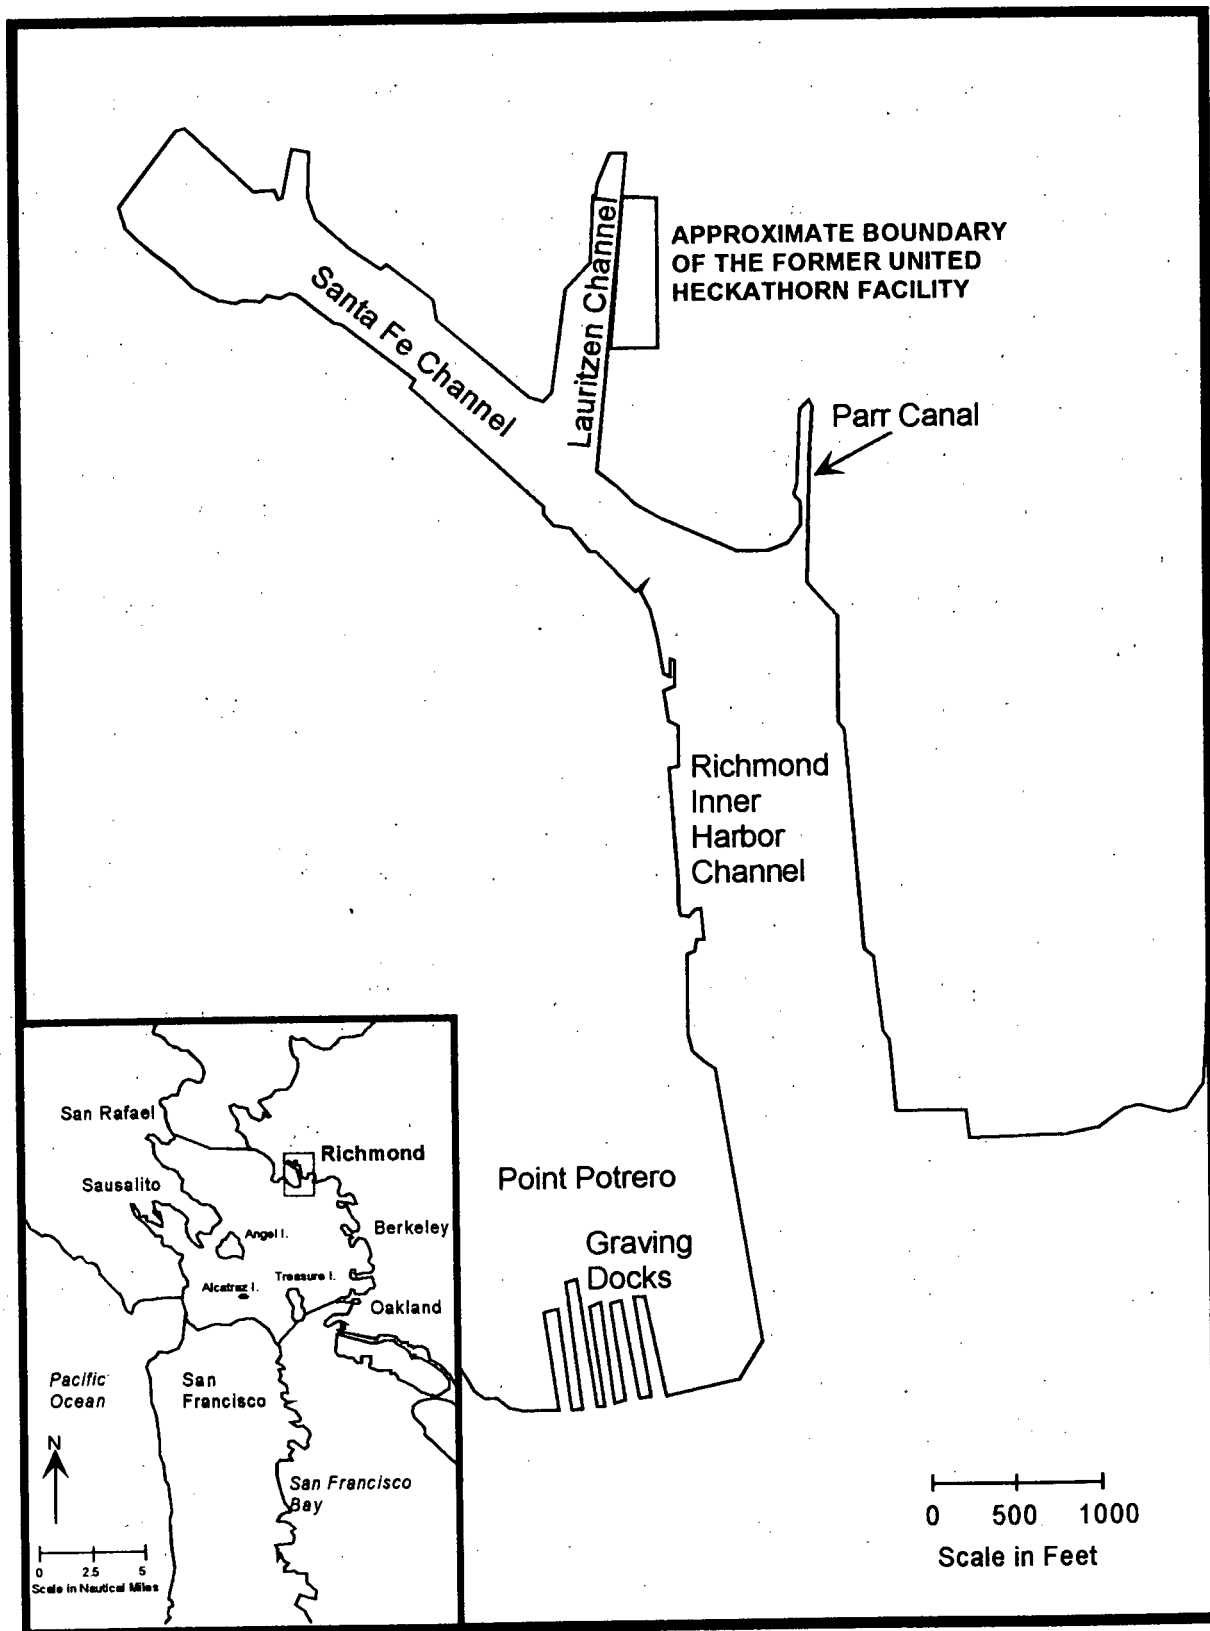 APPROXIMATE BOUNDARY
OF THE FORMER UNITED
HECKATHORN FACILITY
Santa Fe Channel
Lauritzen Channel
Parr Canal
Richmond
Inner
Harbor
Channel
Point Potrero
Graving
Docks
0 500 1000
Scale in Feet
San Rafael
Richmond
Sausalito
Angel I.
Berkeley
Treasure I.
Alcatraz I.
Oakland
Pacific
Ocean
San
Francisco
N
San Francisco
Bay
0 2.5 5
Scale in Nautical Miles